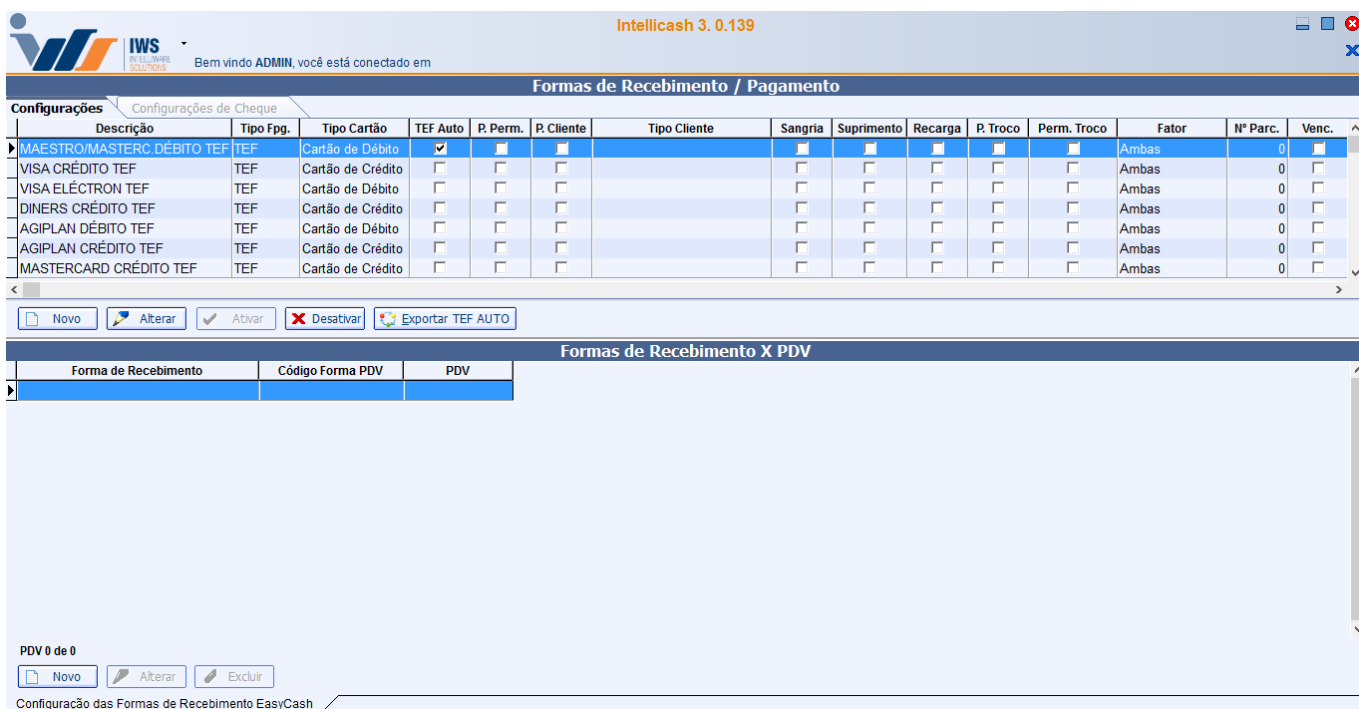 Intellicash 3. 0.139
IWS
INTELLIWARE
SOLUTIONS
Bem vindo ADMIN, você está conectado em
Formas de Recebimento / Pagamento
Configurações Configurações de Cheque
Descrição Tipo Fpg. Tipo Cartão TEF Auto P. Perm. P. Cliente Tipo Cliente Sangria Suprimento Recarga P. Troco Perm. Troco Fator Nº Parc. Venc.
MAESTRO/MASTERC.DÉBITO TEF TEF Cartão de Débito Ambas 0
VISA CRÉDITO TEF TEF Cartão de Crédito Ambas 0
VISA ELÉCTRON TEF TEF Cartão de Débito Ambas 0
DINERS CRÉDITO TEF TEF Cartão de Crédito Ambas 0
AGIPLAN DÉBITO TEF TEF Cartão de Débito Ambas 0
AGIPLAN CRÉDITO TEF TEF Cartão de Crédito Ambas 0
MASTERCARD CRÉDITO TEF TEF Cartão de Crédito Ambas 0
Novo Alterar Ativar Desativar Exportar TEF AUTO
Formas de Recebimento X PDV
Forma de Recebimento Código Forma PDV PDV
PDV 0 de 0
Novo Alterar Excluir
Configuração das Formas de Recebimento EasyCash